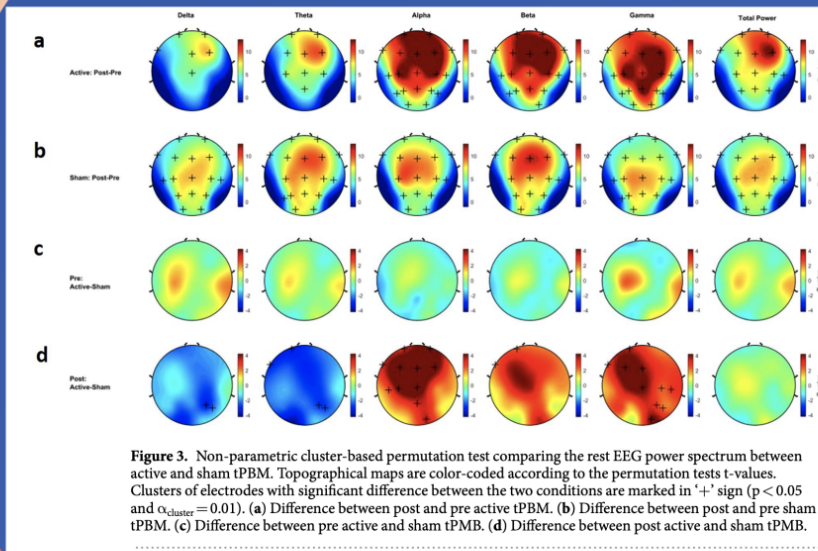 Delta Theta Alpha Beta Gamma Total Power
a
Active: Post-Pre
b
Sham: Post-Pre
c
Pre:
Active-Sham
d
Post:
Active-Sham
Figure 3. Non-parametric cluster-based permutation test comparing the rest EEG power spectrum between
active and sham tPBM. Topographical maps are color-coded according to the permutation tests t-values.
Clusters of electrodes with significant difference between the two conditions are marked in ‘+’ sign (p < 0.05
and αcluster = 0.01). (a) Difference between post and pre active tPBM. (b) Difference between post and pre sham
tPBM. (c) Difference between pre active and sham tPMB. (d) Difference between post active and sham tPMB.